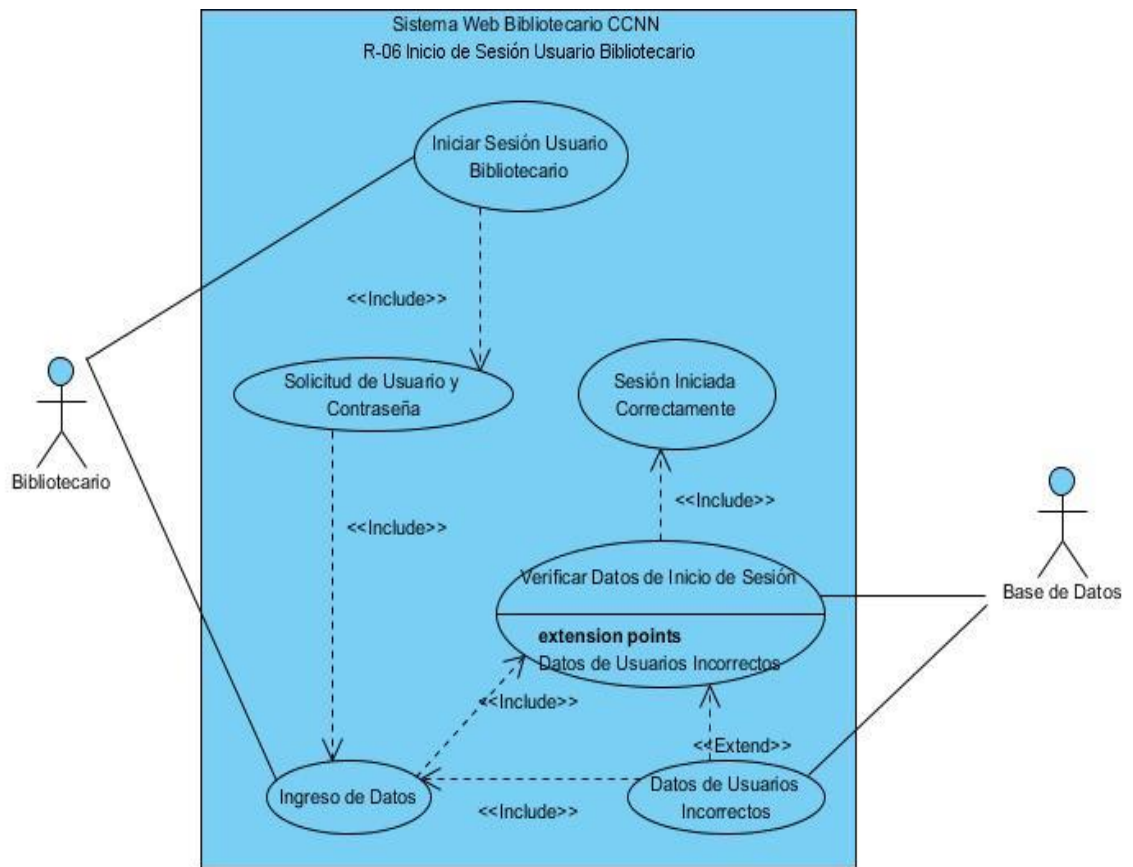 Sistema Web Bibliotecario CCNN
R-06 Inicio de Sesión Usuario Bibliotecario
Iniciar Sesión Usuario
Bibliotecario
<<Include>>
Solicitud de Usuario y
Contraseña
Sesión Iniciada
Correctamente
Bibliotecario
<<Include>>
<<Include>>
Verificar Datos de Inicio de Sesión
Base de Datos
extension points
Datos de Usuarios Incorrectos
<<Include>>
<<Extend>>
Ingreso de Datos
<<Include>>
Datos de Usuarios
Incorrectos